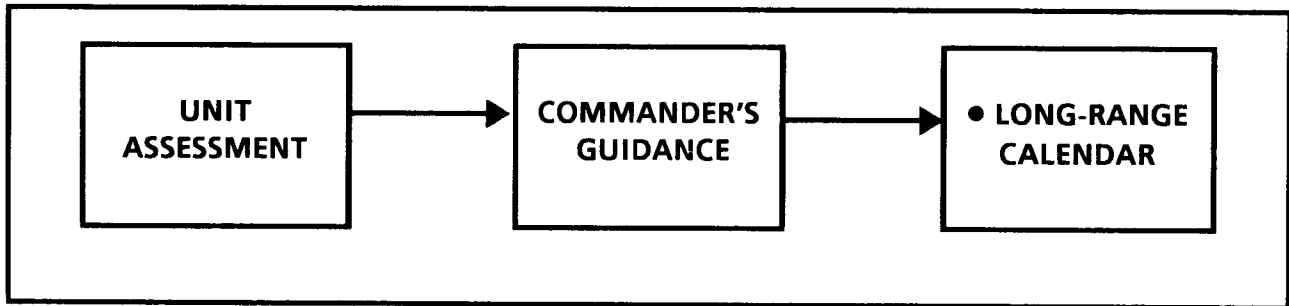 UNIT
ASSESSMENT
COMMANDER'S
GUIDANCE
• LONG-RANGE
CALENDAR